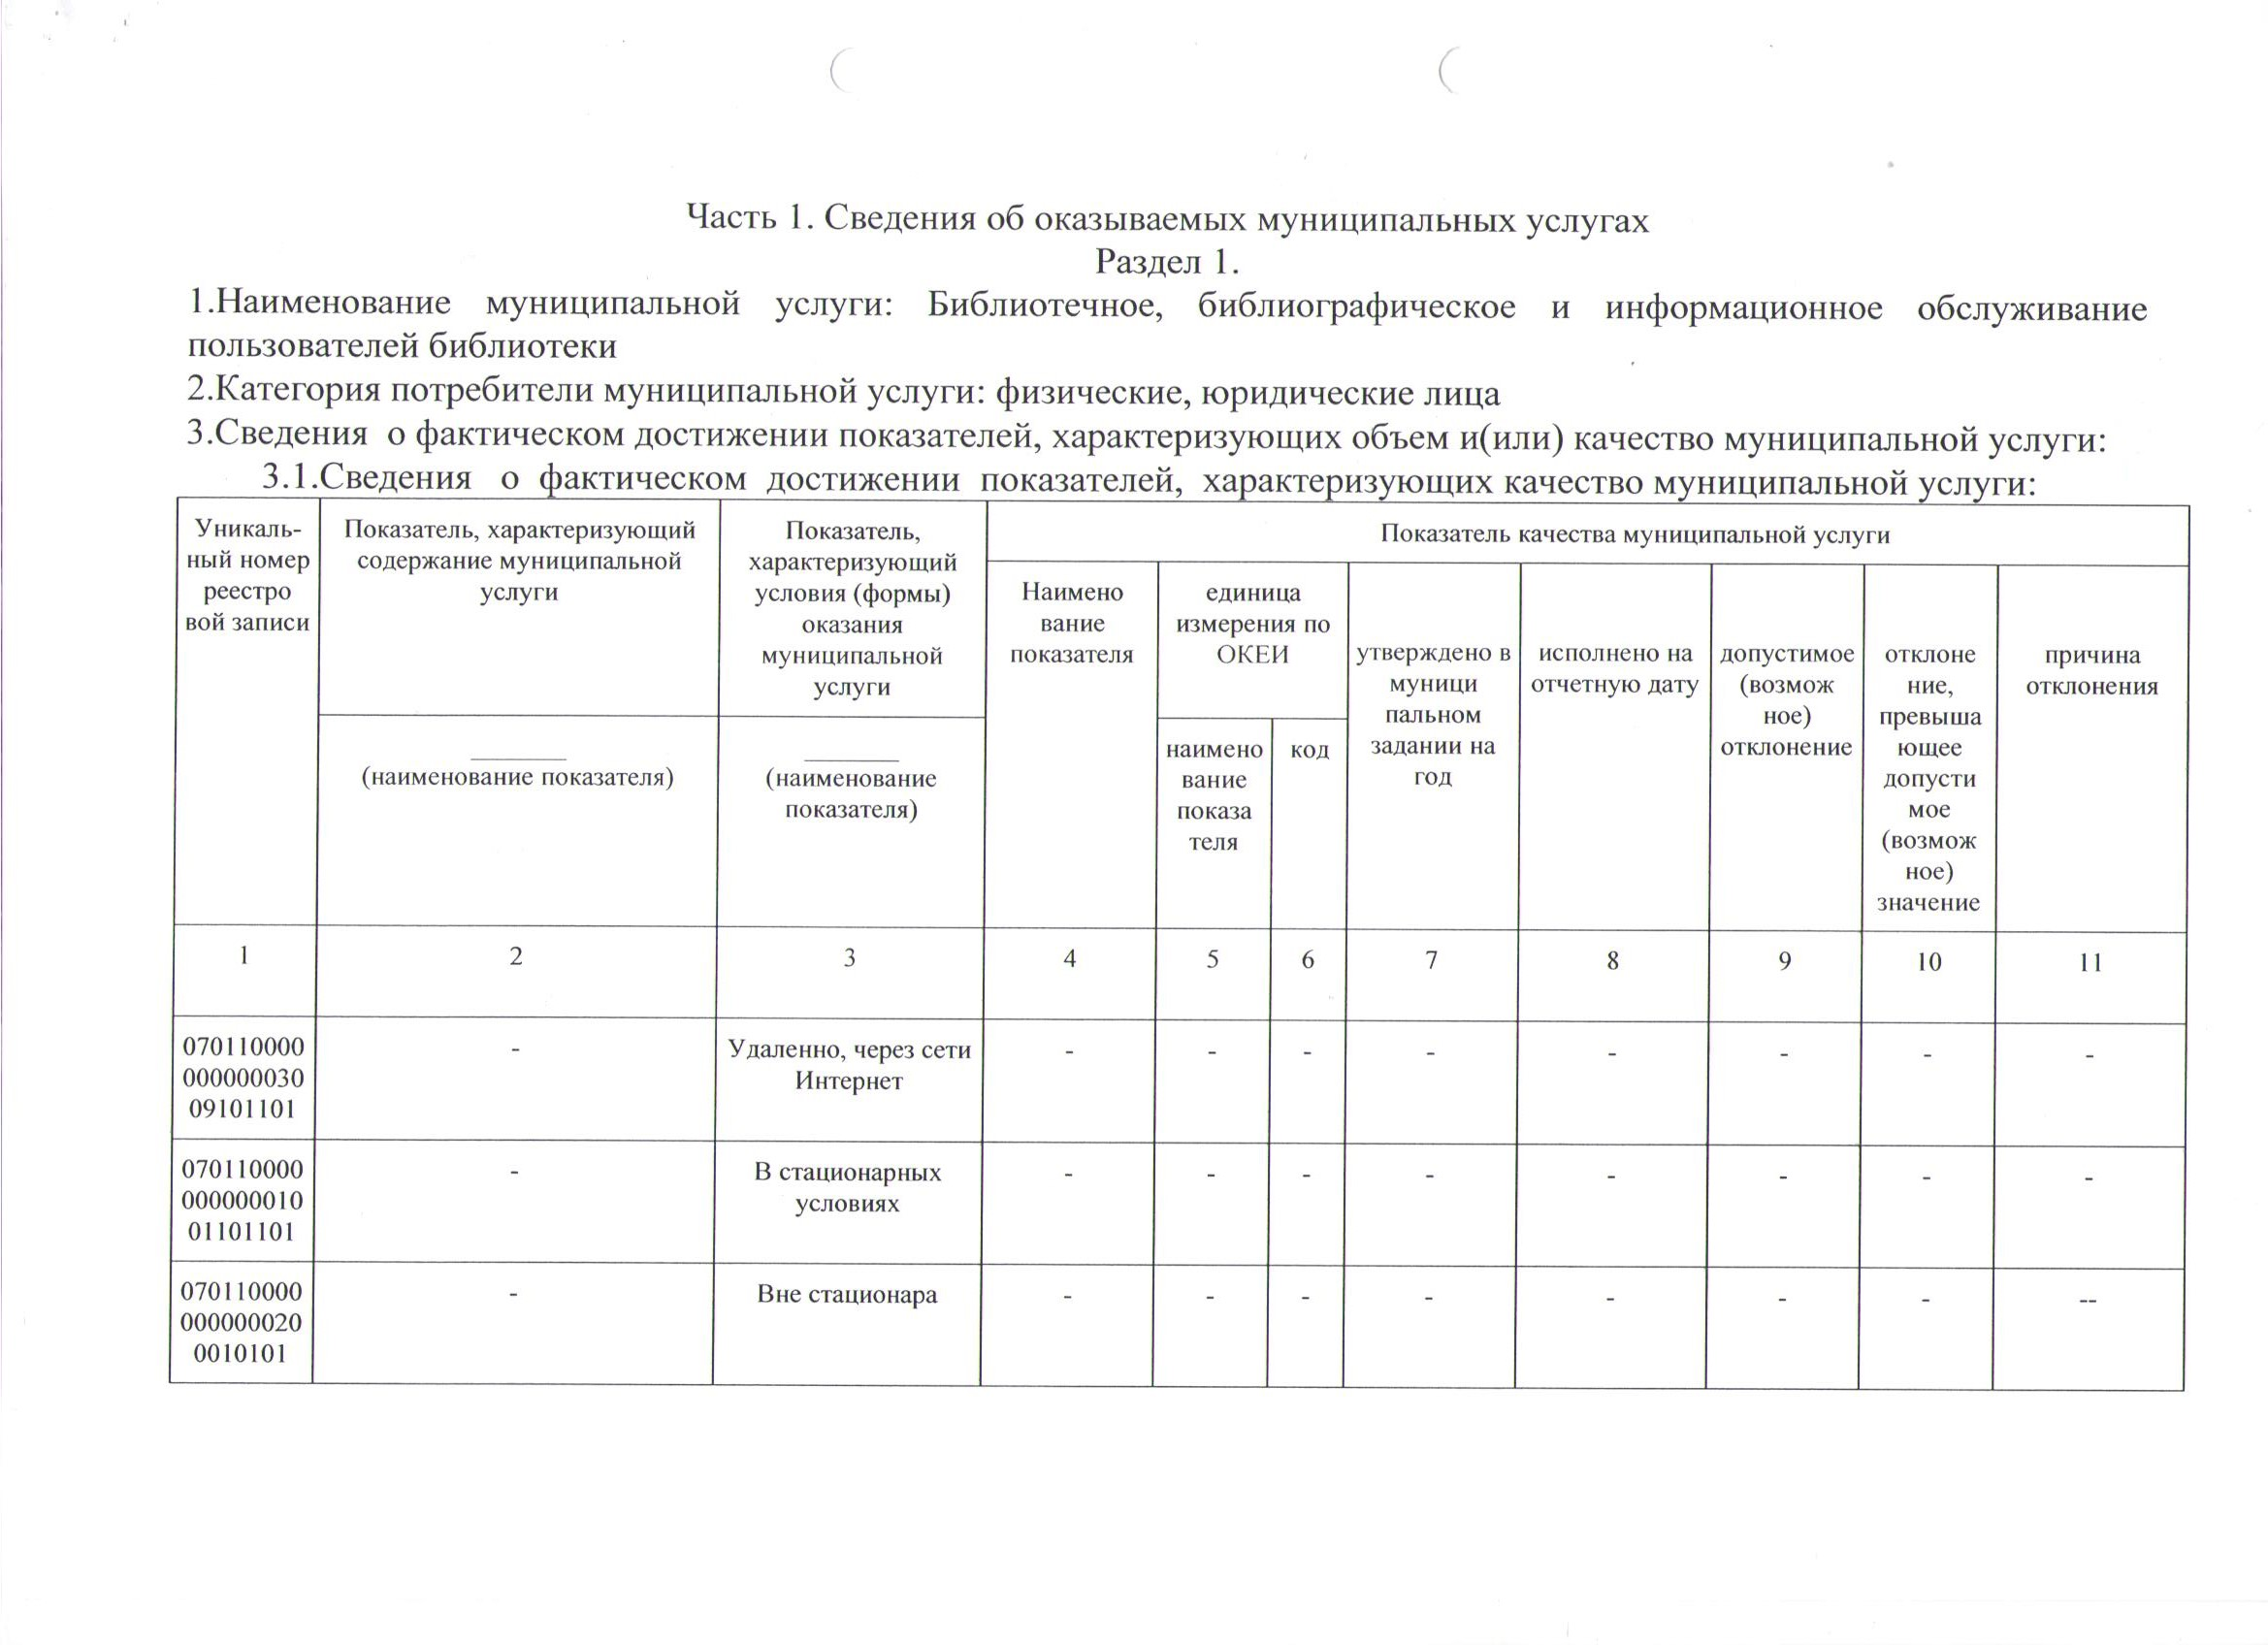 Часть 1. Сведения об оказываемых муниципальных услугах
Раздел 1.
1.Наименование муниципальной услуги: Библиотечное, библиографическое и информационное обслуживание
пользователей библиотеки
2.Категория потребители муниципальной услуги: физические, юридические лица
3.Сведения о фактическом достижении показателей, характеризующих объем и(или) качество муниципальной услуги:
3.1.Сведения о фактическом достижении показателей, характеризующих качество муниципальной услуги:
Уникаль-
ный номер
реестро
вой записи
Показатель, характеризующий
содержание муниципальной
услуги
Показатель,
характеризующий
условия (формы)
оказания
муниципальной
услуги
Показатель качества муниципальной услуги
Наимено
вание
показателя
единица
измерения по
ОКЕИ
утверждено в
муници
пальном
задании на
год
исполнено на
отчетную дату
допустимое
(возмож
ное)
отклонение
отклоне
ние,
превыша
ющее
допусти
мое
(возмож
ное)
значение
причина
отклонения
_______
(наименование показателя)
_______
(наименование
показателя)
наимено
вание
показа
теля
код
1 2 3 4 5 6 7 8 9 10 11
070110000
000000030
09101101
-
Удаленно, через сети
Интернет
- - - - - - - -
070110000
000000010
01101101
-
В стационарных
условиях
- - - - - - - -
070110000
000000020
0010101
-
Вне стационара
- - - - - - - --